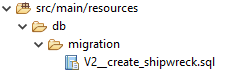 src/main/resources
db
migration
V2__create_shipwreck.sql